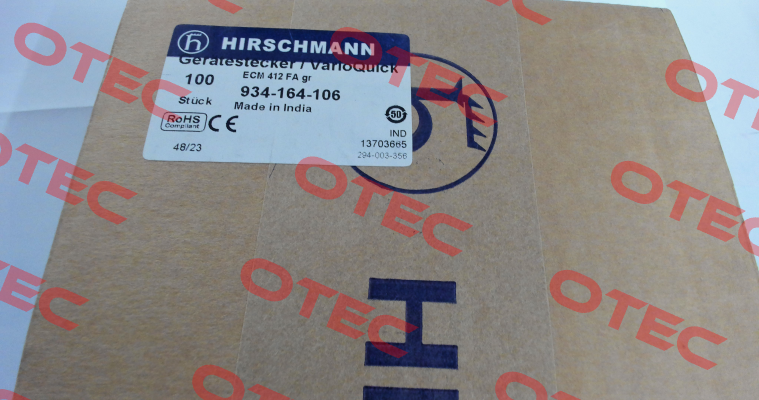 HIRSCHMANN
Gerätestecker / VarioQuick
100 ECM 412 FA gr
934-164-106
Stück Made in India
RoHS
Compliant CE
50
IND
13703665
48/23
294-003-356
HI
OTEC
OTEC
OTEC
OTEC
OTEC
OTEC
OTEC
OTEC
OTEC
OTEC